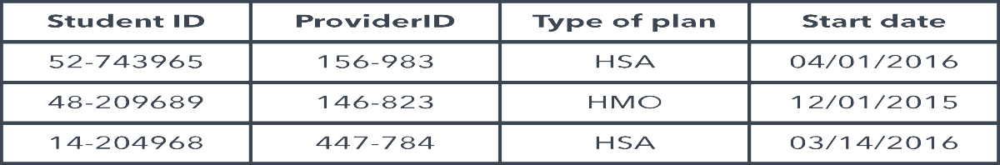 Student ID ProviderID Type of plan Start date
52-743965 156-983 HSA 04/01/2016
48-209689 146-823 HMO 12/01/2015
14-204968 447-784 HSA 03/14/2016